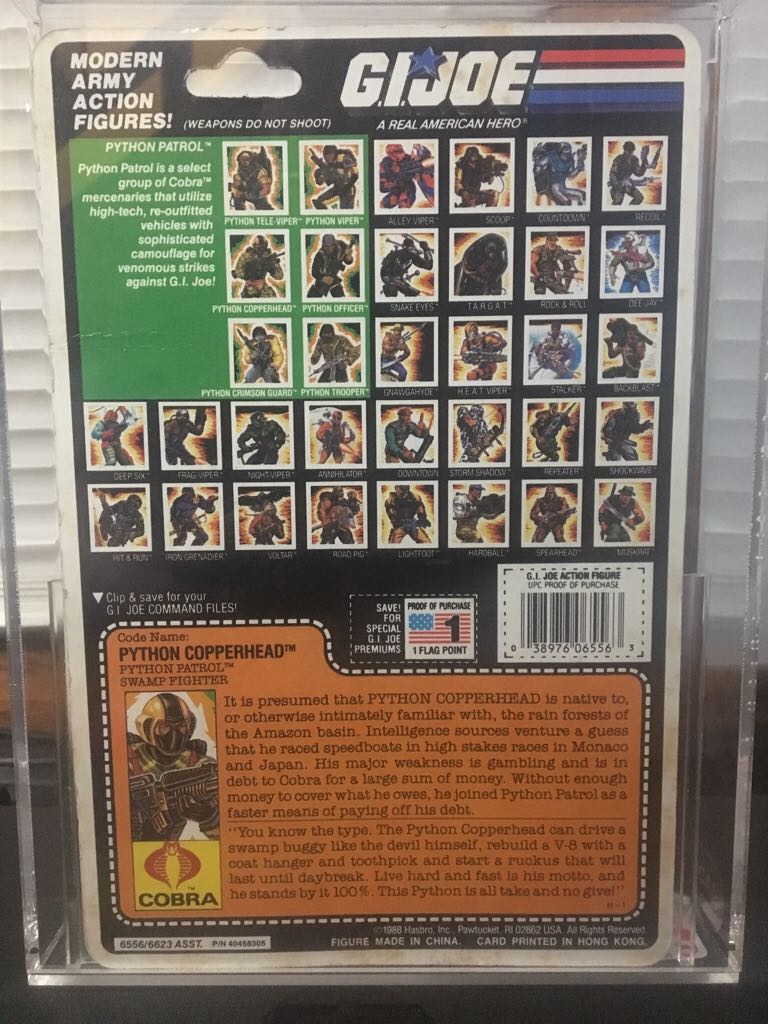 MODERN
ARMY
ACTION
FIGURES!
(WEAPONS DO NOT SHOOT)
G.I. JOE
A REAL AMERICAN HERO®
PYTHON PATROL™
Python Patrol is a select
group of Cobra™
mercenaries that utilize
high-tech, re-outfitted
vehicles with
sophisticated
camouflage for
venomous strikes
against G.I. Joe!
PYTHON TELE-VIPER™ PYTHON VIPER™ ALLEY VIPER™ SCOOP™ COUNTDOWN™ RECOIL™
PYTHON COPPERHEAD™ PYTHON OFFICER™ SNAKE EYES™ T.A.R.G.A.T.™ ROCK & ROLL™ DEE JAY™
PYTHON CRIMSON GUARD™ PYTHON TROOPER™ GNAWGAHYDE™ H.E.A.T. VIPER™ STALKER™ BACKBLAST™
DEEP SIX™ FRAG-VIPER™ NIGHT-VIPER™ ANNIHILATOR™ DOWNTOWN™ STORM SHADOW™ REPEATER™ SHOCKWAVE™
HIT & RUN™ IRON GRENADIER™ VOLTAR™ ROAD PIG™ LIGHTFOOT™ HARDBALL™ SPEARHEAD™ MUSKRAT™
▼ Clip & save for your
G.I. JOE COMMAND FILES!
SAVE!
FOR
SPECIAL
G.I. JOE
PREMIUMS
PROOF OF PURCHASE
1
1 FLAG POINT
G.I. JOE ACTION FIGURE
UPC PROOF OF PURCHASE
0 38976 06556 3
Code Name:
PYTHON COPPERHEAD™
PYTHON PATROL™
SWAMP FIGHTER
It is presumed that PYTHON COPPERHEAD is native to,
or otherwise intimately familiar with, the rain forests of
the Amazon basin. Intelligence sources venture a guess
that he raced speedboats in high stakes races in Monaco
and Japan. His major weakness is gambling and is in
debt to Cobra for a large sum of money. Without enough
money to cover what he owes, he joined Python Patrol as a
faster means of paying off his debt.
"You know the type. The Python Copperhead can drive a
swamp buggy like the devil himself, rebuild a V-8 with a
coat hanger and toothpick and start a ruckus that will
last until daybreak. Live hard and fast is his motto, and
he stands by it 100%. This Python is all take and no give!"
H-1
™
COBRA
6556/6623 ASST. P/N 40458305
©1988 Hasbro, Inc., Pawtucket, RI 02862 USA. All Rights Reserved.
FIGURE MADE IN CHINA. CARD PRINTED IN HONG KONG.